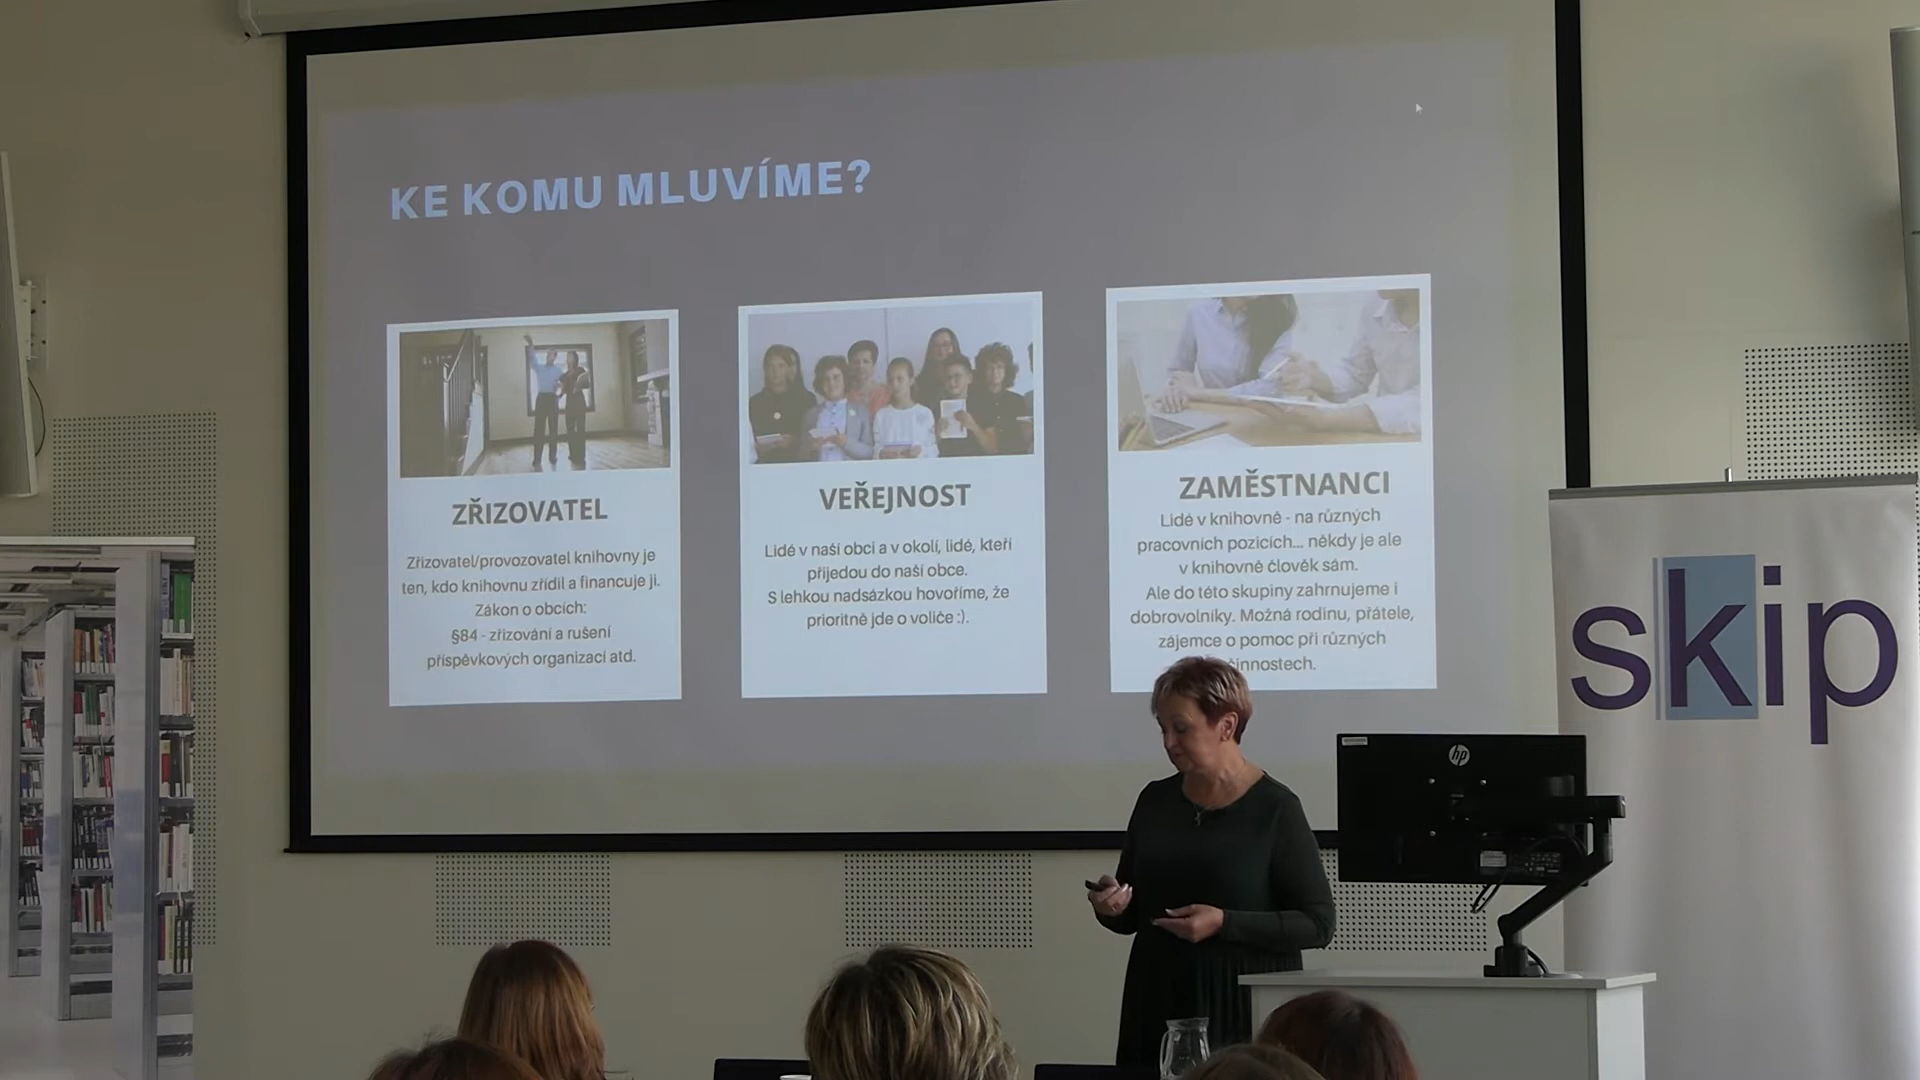 KE KOMU MLUVÍME?
ZŘIZOVATEL
Zřizovatel/provozovatel knihovny je
ten, kdo knihovnu zřídil a financuje ji.
Zákon o obcích:
§84 - zřizování a rušení
příspěvkových organizací atd.
VEŘEJNOST
Lidé v naší obci a v okolí, lidé, kteří
přijedou do naší obce.
S lehkou nadsázkou hovoříme, že
prioritně jde o voliče :).
ZAMĚSTNANCI
Lidé v knihovně - na různých
pracovních pozicích... někdy je ale
v knihovně člověk sám.
Ale do této skupiny zahrnujeme i
dobrovolníky. Možná rodinu, přátele,
zájemce o pomoc při různých
činnostech.
skip
hp